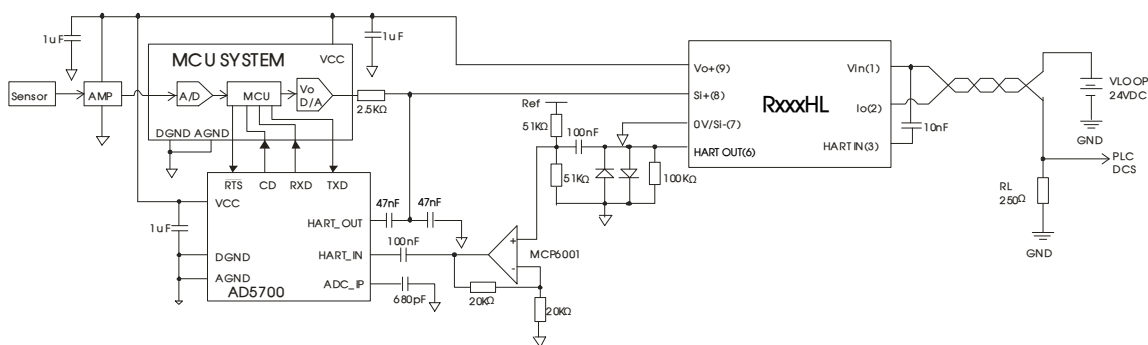 1uF
1uF
MCU SYSTEM
VCC
Sensor
AMP
A/D
MCU
Vo
D/A
2.5KΩ
DGND AGND
RTS
CD
RXD
TXD
VCC
1uF
DGND
AGND
HART_OUT
HART_IN
ADC_IP
AD5700
47nF
47nF
100nF
680pF
MCP6001
+
-
20KΩ
20KΩ
Ref
51KΩ
100nF
51KΩ
100KΩ
Vo+(9)
SI+(8)
0V/SI-(7)
HART OUT(6)
RxxxHL
Vin(1)
Io(2)
HART IN(3)
10nF
VLOOP
24VDC
GND
PLC
DCS
RL
250Ω
GND